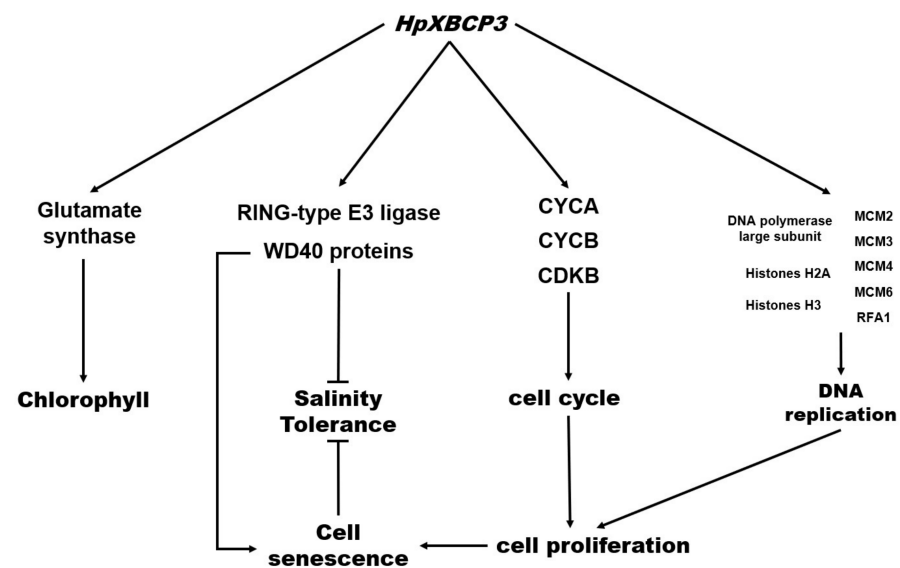 HpXBCP3
Glutamate
synthase
Chlorophyll
RING-type E3 ligase
WD40 proteins
Salinity
Tolerance
Cell
senescence
CYCA
CYCB
CDKB
cell cycle
cell proliferation
DNA polymerase
large subunit
Histones H2A
Histones H3
MCM2
MCM3
MCM4
MCM6
RFA1
DNA
replication